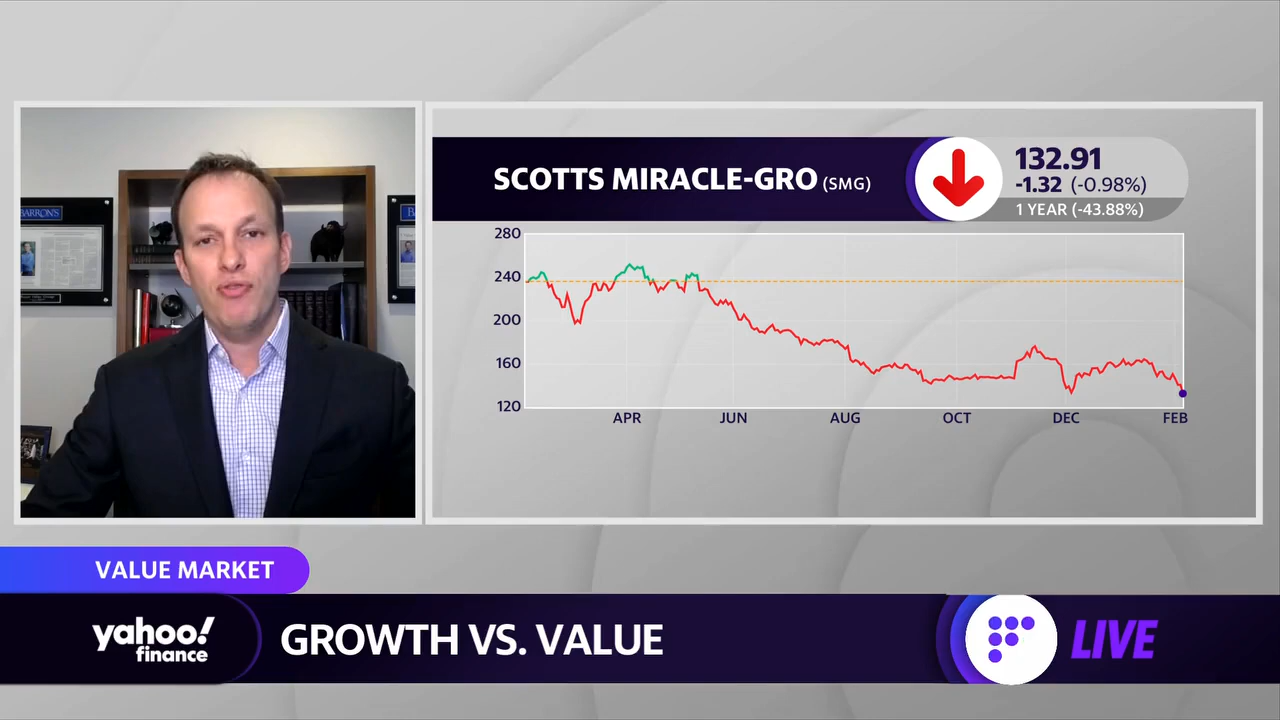 BARRON'S
SCOTTS MIRACLE-GRO (SMG)
132.91
-1.32 (-0.98%)
1 YEAR (-43.88%)
280
240
200
160
120
APR JUN AUG OCT DEC FEB
VALUE MARKET
yahoo!
finance
GROWTH VS. VALUE
LIVE